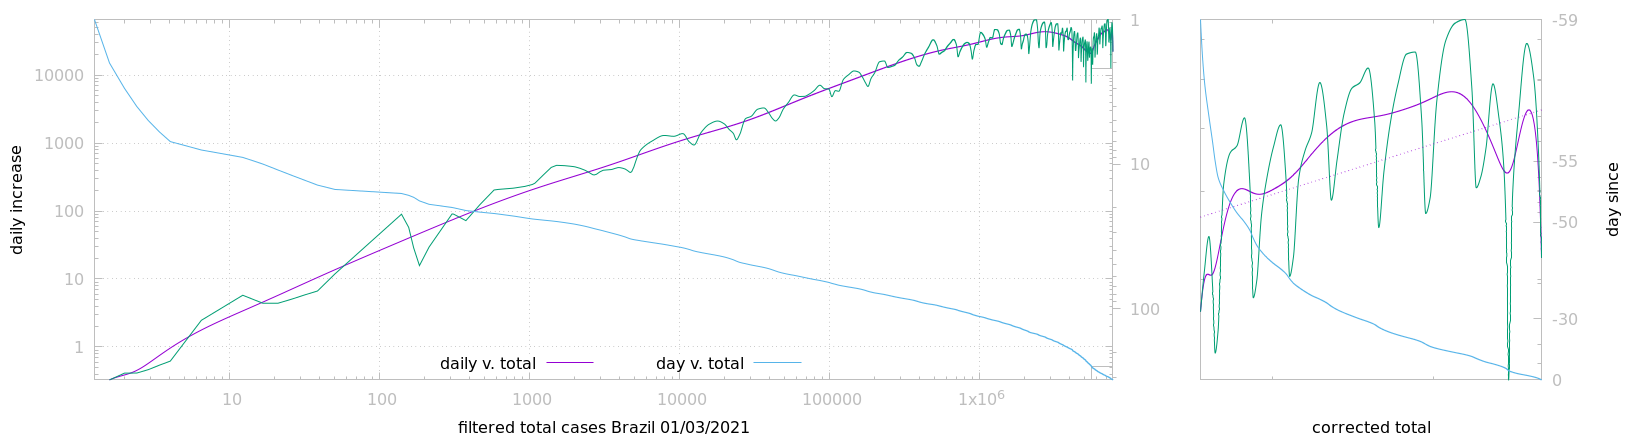 daily increase
10000
1000
100
10
1
daily v. total
day v. total
10
100
1000
10000
100000
1x10^6
filtered total cases Brazil 01/03/2021
1
10
100
-59
-55
-50
-30
0
day since
corrected total